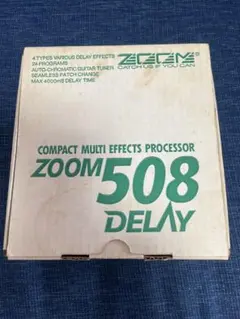 4 TYPES VARIOUS DELAY EFFECTS
24 PROGRAMS
AUTO-CHROMATIC GUITAR TUNER
SEAMLESS PATCH CHANGE
MAX 4000mS DELAY TIME
ZOOM®
CATCH US IF YOU CAN
COMPACT MULTI EFFECTS PROCESSOR
ZOOM 508
DELAY